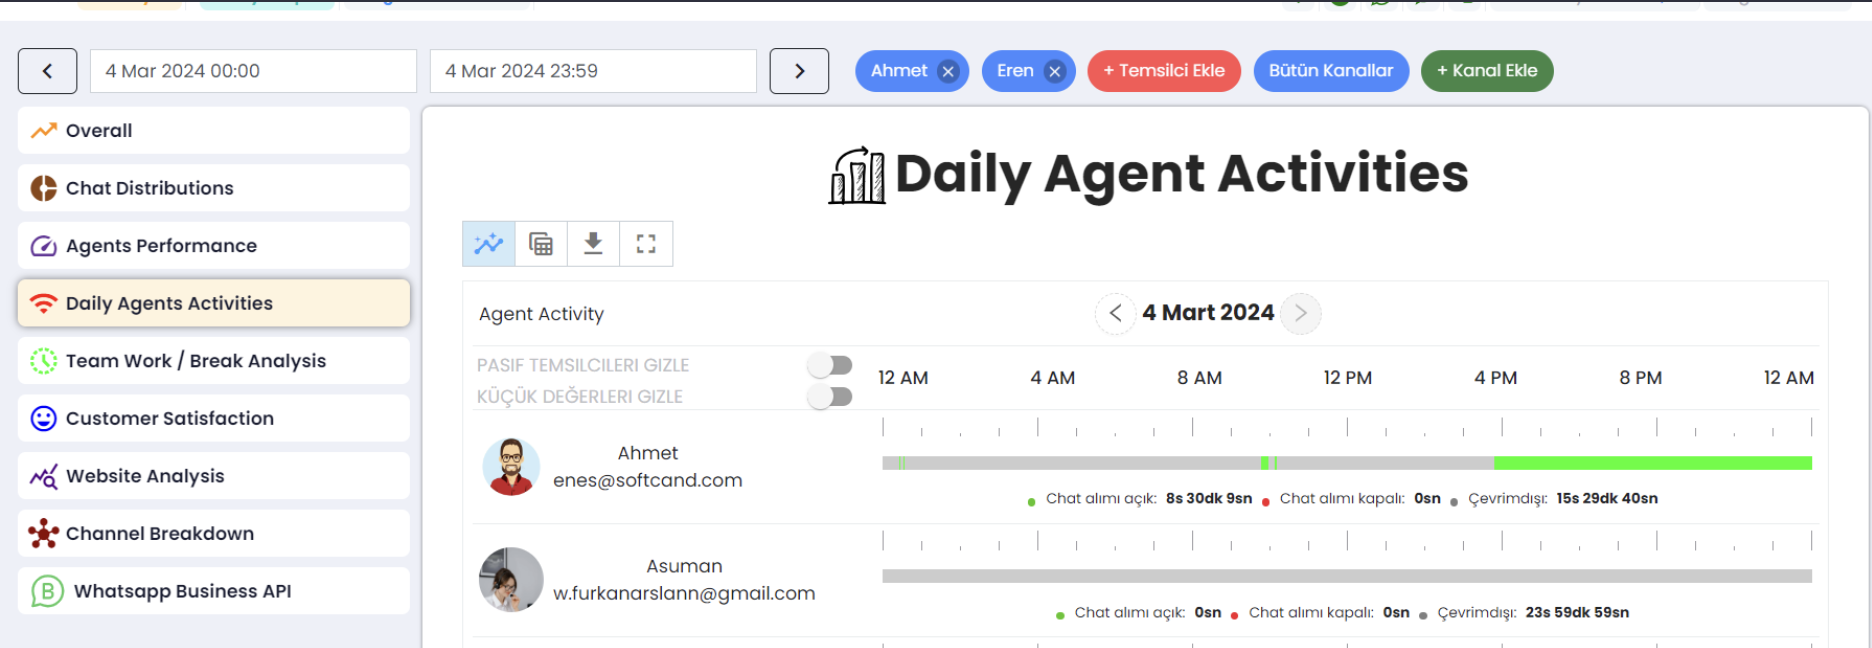 4 Mar 2024 00:00
4 Mar 2024 23:59
Ahmet
Eren
+ Temsilci Ekle
Bütün Kanallar
+ Kanal Ekle
Overall
Chat Distributions
Agents Performance
Daily Agents Activities
Team Work / Break Analysis
Customer Satisfaction
Website Analysis
Channel Breakdown
Whatsapp Business API
Daily Agent Activities
Agent Activity
4 Mart 2024
PASIF TEMSILCILERI GIZLE
KÜÇÜK DEĞERLERI GIZLE
12 AM 4 AM 8 AM 12 PM 4 PM 8 PM 12 AM
Ahmet
enes@softcand.com
Chat alımı açık: 8s 30dk 9sn Chat alımı kapalı: 0sn Çevrimdışı: 15s 29dk 40sn
Asuman
w.furkanarslann@gmail.com
Chat alımı açık: 0sn Chat alımı kapalı: 0sn Çevrimdışı: 23s 59dk 59sn